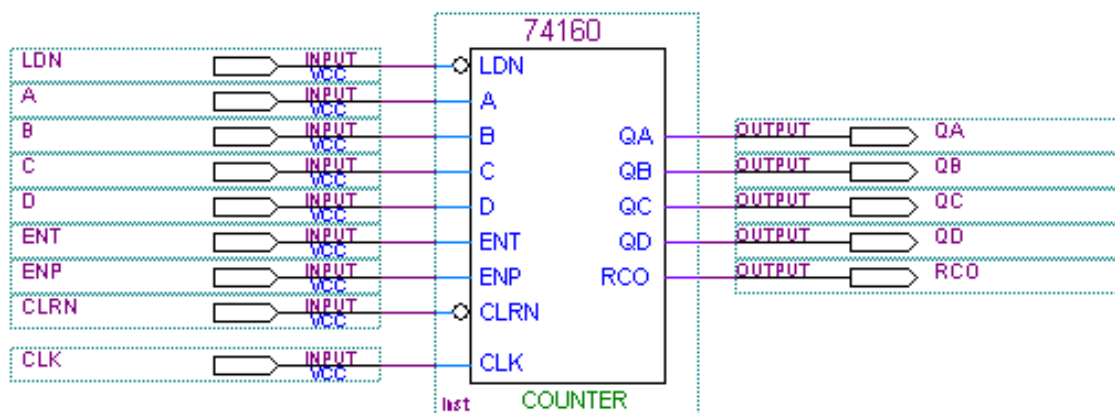 74160
LDN INPUT VCC LDN
A INPUT VCC A
B INPUT VCC B QA OUTPUT QA
C INPUT VCC C QB OUTPUT QB
D INPUT VCC D QC OUTPUT QC
ENT INPUT VCC ENT QD OUTPUT QD
ENP INPUT VCC ENP RCO OUTPUT RCO
CLRN INPUT VCC CLRN
CLK INPUT VCC CLK
inst COUNTER